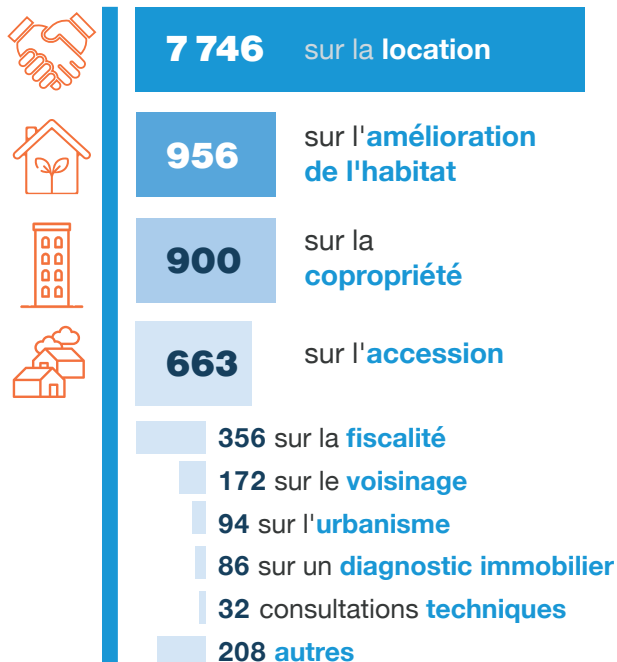 7 746 sur la location
956 sur l'amélioration
de l'habitat
900 sur la
copropriété
663 sur l'accession
356 sur la fiscalité
172 sur le voisinage
94 sur l'urbanisme
86 sur un diagnostic immobilier
32 consultations techniques
208 autres